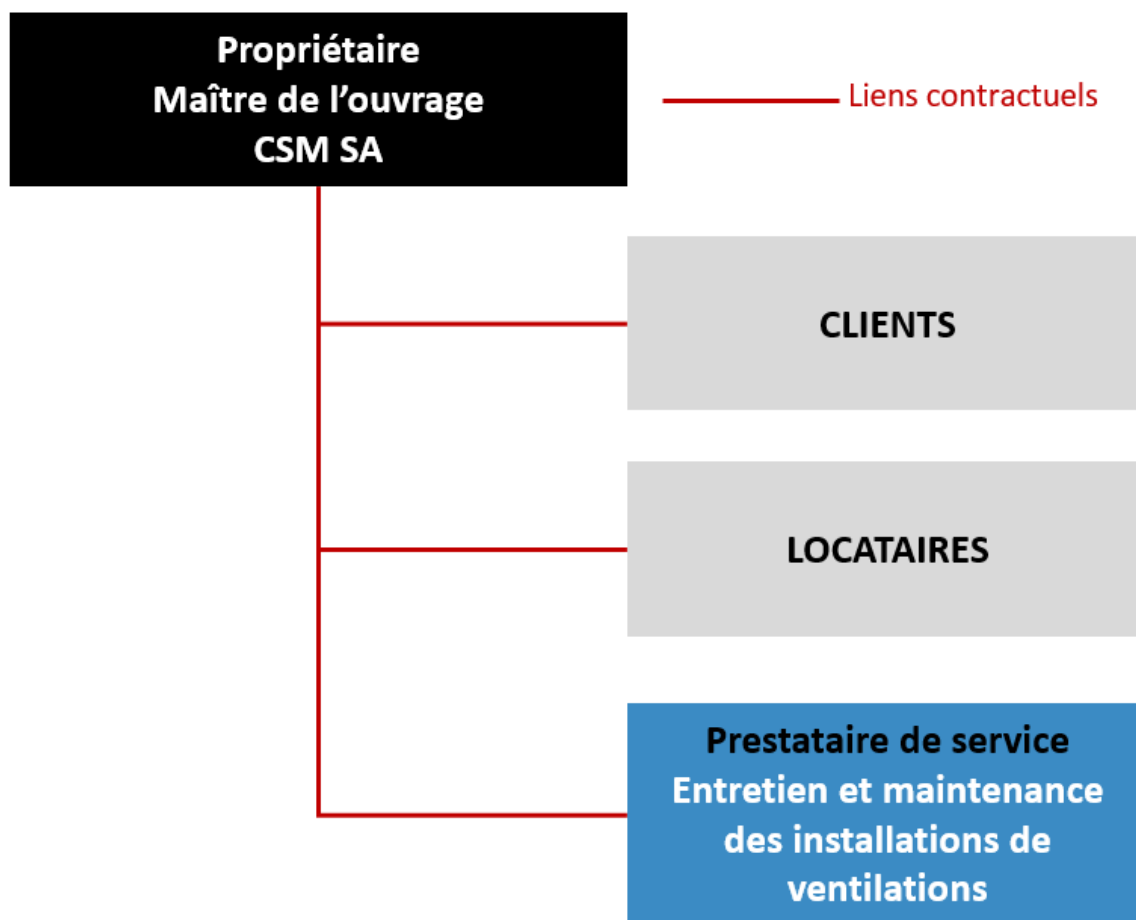 Propriétaire
Maître de l’ouvrage
CSM SA
Liens contractuels
CLIENTS
LOCATAIRES
Prestataire de service
Entretien et maintenance
des installations de
ventilations